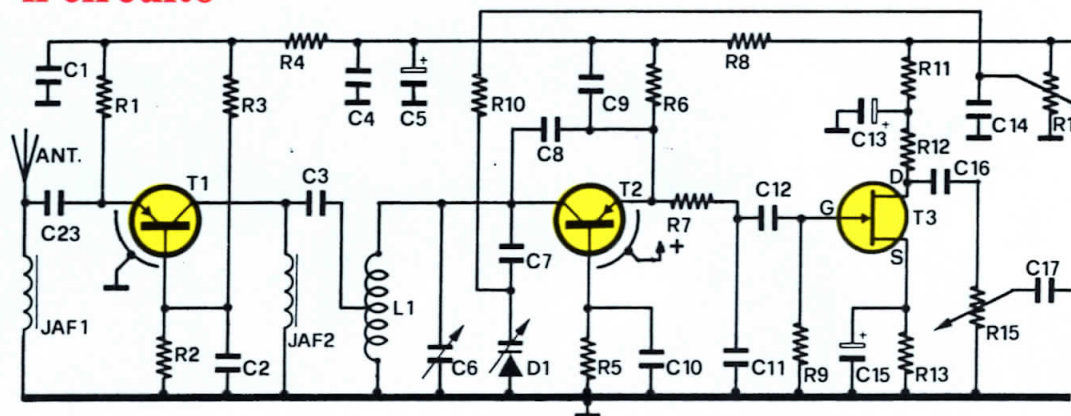 R4
R8
C1
R1
R3
C4
C5
R10
C9
R6
R11
C13
C14
C8
R12
ANT.
T1
C3
T2
C12
D
C16
C23
R7
G
T3
S
C7
C17
JAF1
L1
R2
C2
JAF2
C6
D1
R5
C10
C11
R9
C15
R13
R15
+
+
+
+